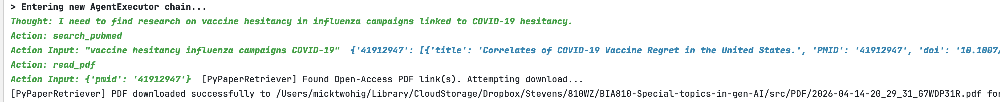 > Entering new AgentExecutor chain...
Thought: I need to find research on vaccine hesitancy in influenza campaigns linked to COVID-19 hesitancy.
Action: search_pubmed
Action Input: "vaccine hesitancy influenza campaigns COVID-19"  {'41912947': [{'title': 'Correlates of COVID-19 Vaccine Regret in the United States.', 'PMID': '41912947', 'doi': '10.1007/
Action: read_pdf
Action Input: {'pmid': '41912947'}  [PyPaperRetriever] Found Open-Access PDF link(s). Attempting download...
[PyPaperRetriever] PDF downloaded successfully to /Users/micktwohig/Library/CloudStorage/Dropbox/Stevens/810WZ/BIA810-Special-topics-in-gen-AI/src/PDF/2026-04-14-20_29_31_G7WDP31R.pdf for